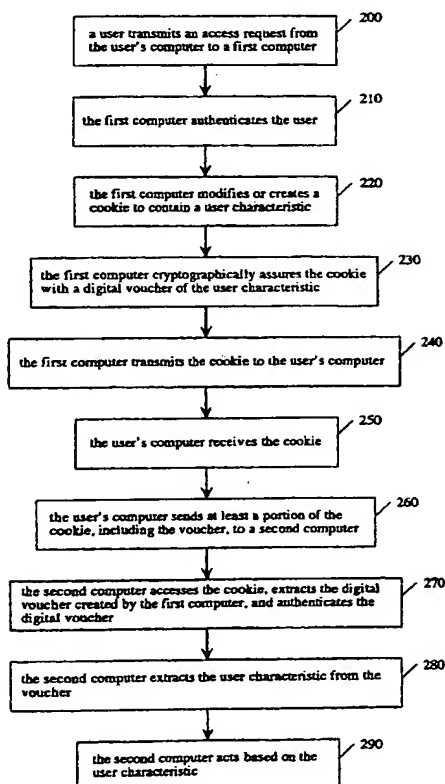 200
a user transmits an access request from
the user's computer to a first computer
210
the first computer authenticates the user
220
the first computer modifies or creates a
cookie to contain a user characteristic
230
the first computer cryptographically assures the cookie
with a digital voucher of the user characteristic
240
the first computer transmits the cookie to the user's computer
250
the user's computer receives the cookie
260
the user's computer sends at least a portion of the
cookie, including the voucher, to a second computer
270
the second computer accesses the cookie, extracts the digital
voucher created by the first computer, and authenticates the
digital voucher
280
the second computer extracts the user characteristic from the
voucher
290
the second computer acts based on the
user characteristic